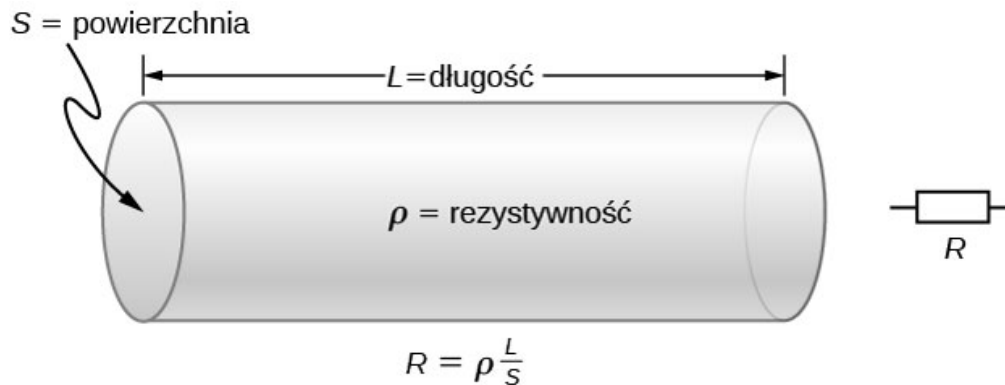 S = powierzchnia
L=długość
ρ = rezystywność
R
R = ρ L/S